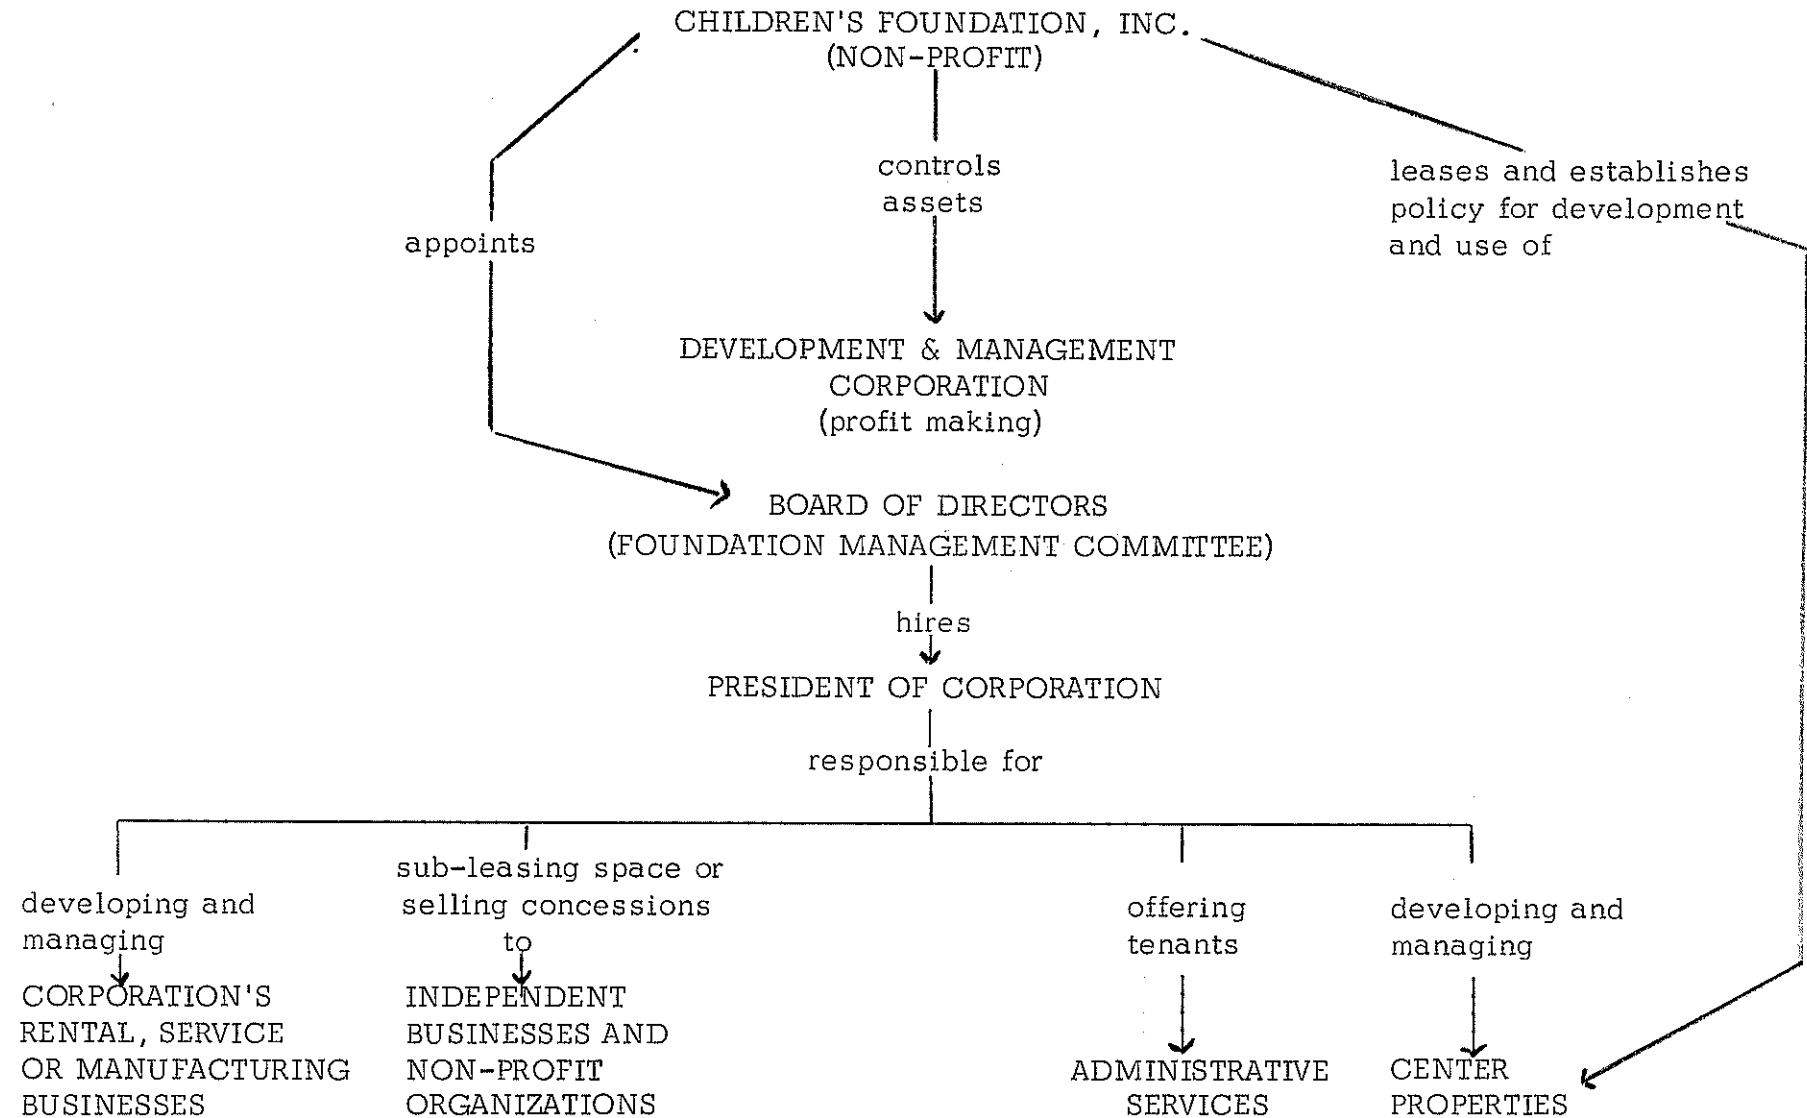 CHILDREN'S FOUNDATION, INC.
(NON-PROFIT)
controls
assets
leases and establishes
policy for development
and use of
appoints
DEVELOPMENT & MANAGEMENT
CORPORATION
(profit making)
BOARD OF DIRECTORS
(FOUNDATION MANAGEMENT COMMITTEE)
hires
PRESIDENT OF CORPORATION
responsible for
developing and
managing
CORPORATION'S
RENTAL, SERVICE
OR MANUFACTURING
BUSINESSES
sub-leasing space or
selling concessions
to
INDEPENDENT
BUSINESSES AND
NON-PROFIT
ORGANIZATIONS
offering
tenants
ADMINISTRATIVE
SERVICES
developing and
managing
CENTER
PROPERTIES